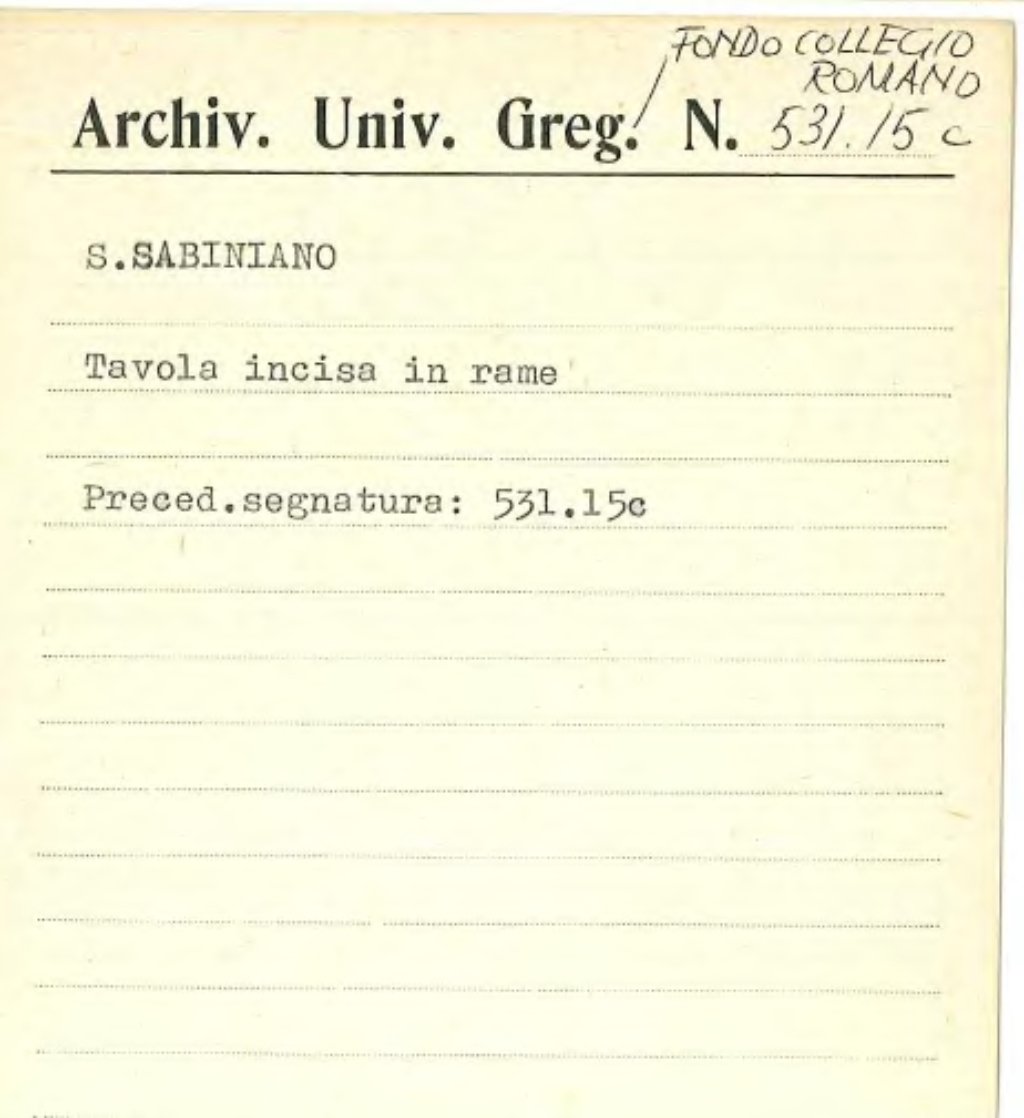 FONDO COLLEGIO
ROMANO
Archiv. Univ. Greg. / N. 531.15 c
S.SABINIANO
Tavola incisa in rame
Preced.segnatura: 531.15c